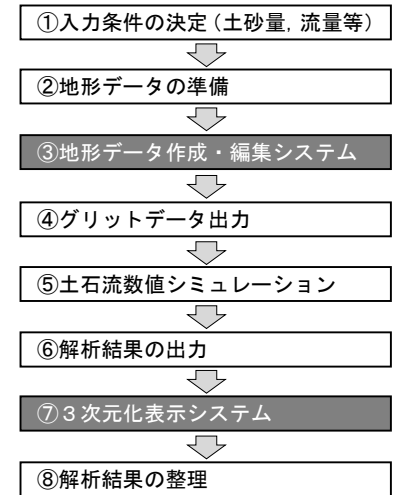 ①入力条件の決定(土砂量，流量等)
②地形データの準備
③地形データ作成・編集システム
④グリットデータ出力
⑤土石流数値シミュレーション
⑥解析結果の出力
⑦３次元化表示システム
⑧解析結果の整理